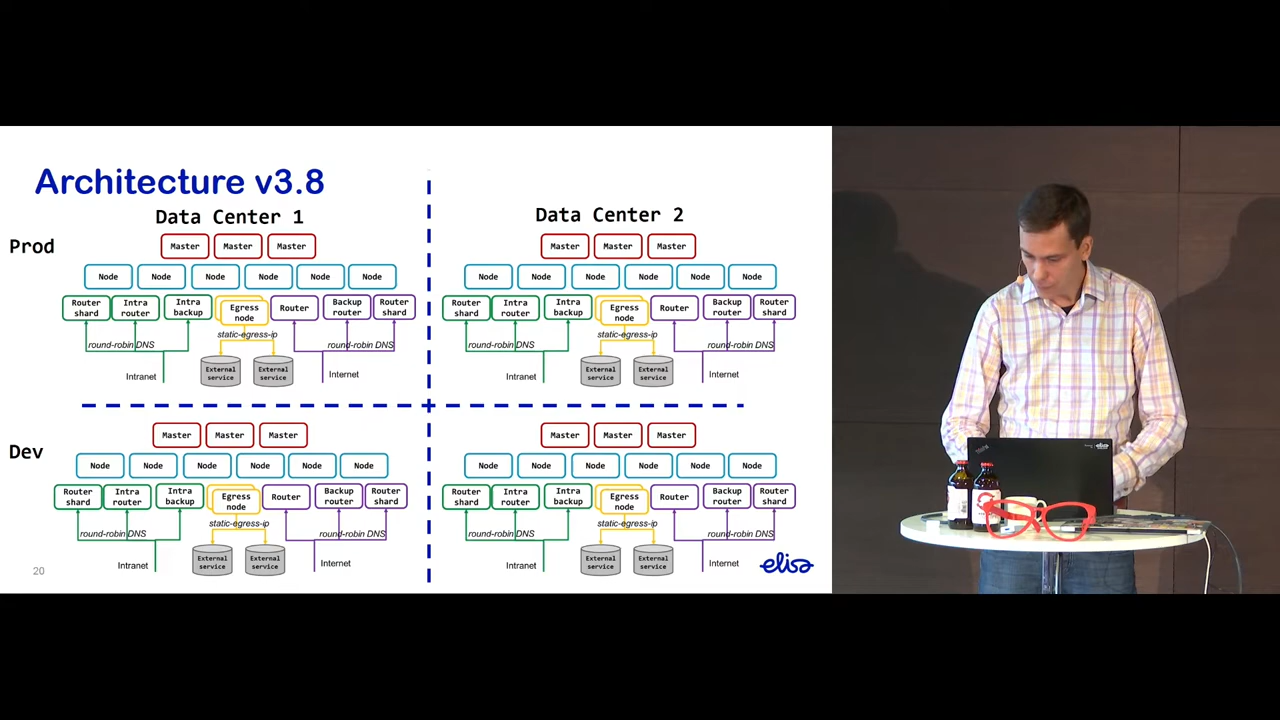 Architecture v3.8
Data Center 1
Data Center 2
Prod
Master Master Master
Node Node Node Node Node Node
Router shard
Intra router
Intra backup
Egress node
Router
Backup router
Router shard
static-egress-ip
round-robin DNS
round-robin DNS
External service
External service
Intranet
Internet
Master Master Master
Node Node Node Node Node Node
Router shard
Intra router
Intra backup
Egress node
Router
Backup router
Router shard
static-egress-ip
round-robin DNS
round-robin DNS
External service
External service
Intranet
Internet
Dev
Master Master Master
Node Node Node Node Node Node
Router shard
Intra router
Intra backup
Egress node
Router
Backup router
Router shard
static-egress-ip
round-robin DNS
round-robin DNS
External service
External service
Intranet
Internet
Master Master Master
Node Node Node Node Node Node
Router shard
Intra router
Intra backup
Egress node
Router
Backup router
Router shard
static-egress-ip
round-robin DNS
round-robin DNS
External service
External service
Intranet
Internet
20
elisa
elisa